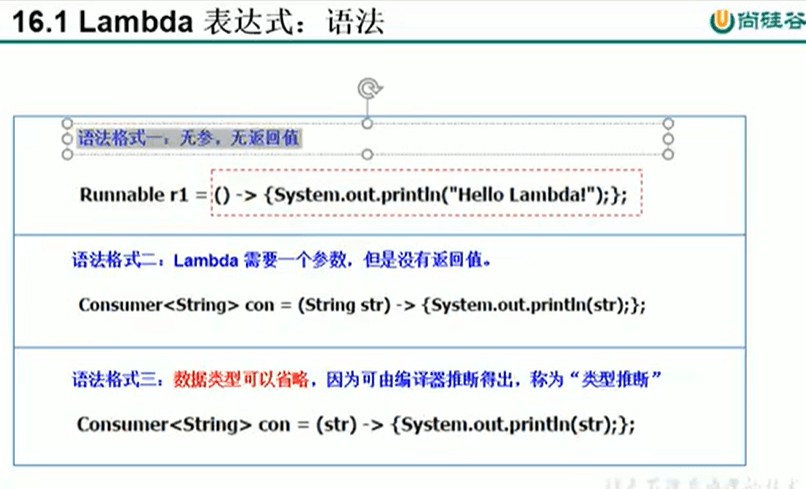 16.1 Lambda 表达式：语法
尚硅谷
语法格式一：无参，无返回值
Runnable r1 = () -> {System.out.println("Hello Lambda!");};
语法格式二：Lambda 需要一个参数，但是没有返回值。
Consumer<String> con = (String str) -> {System.out.println(str);};
语法格式三：数据类型可以省略，因为可由编译器推断得出，称为“类型推断”
Consumer<String> con = (str) -> {System.out.println(str);};